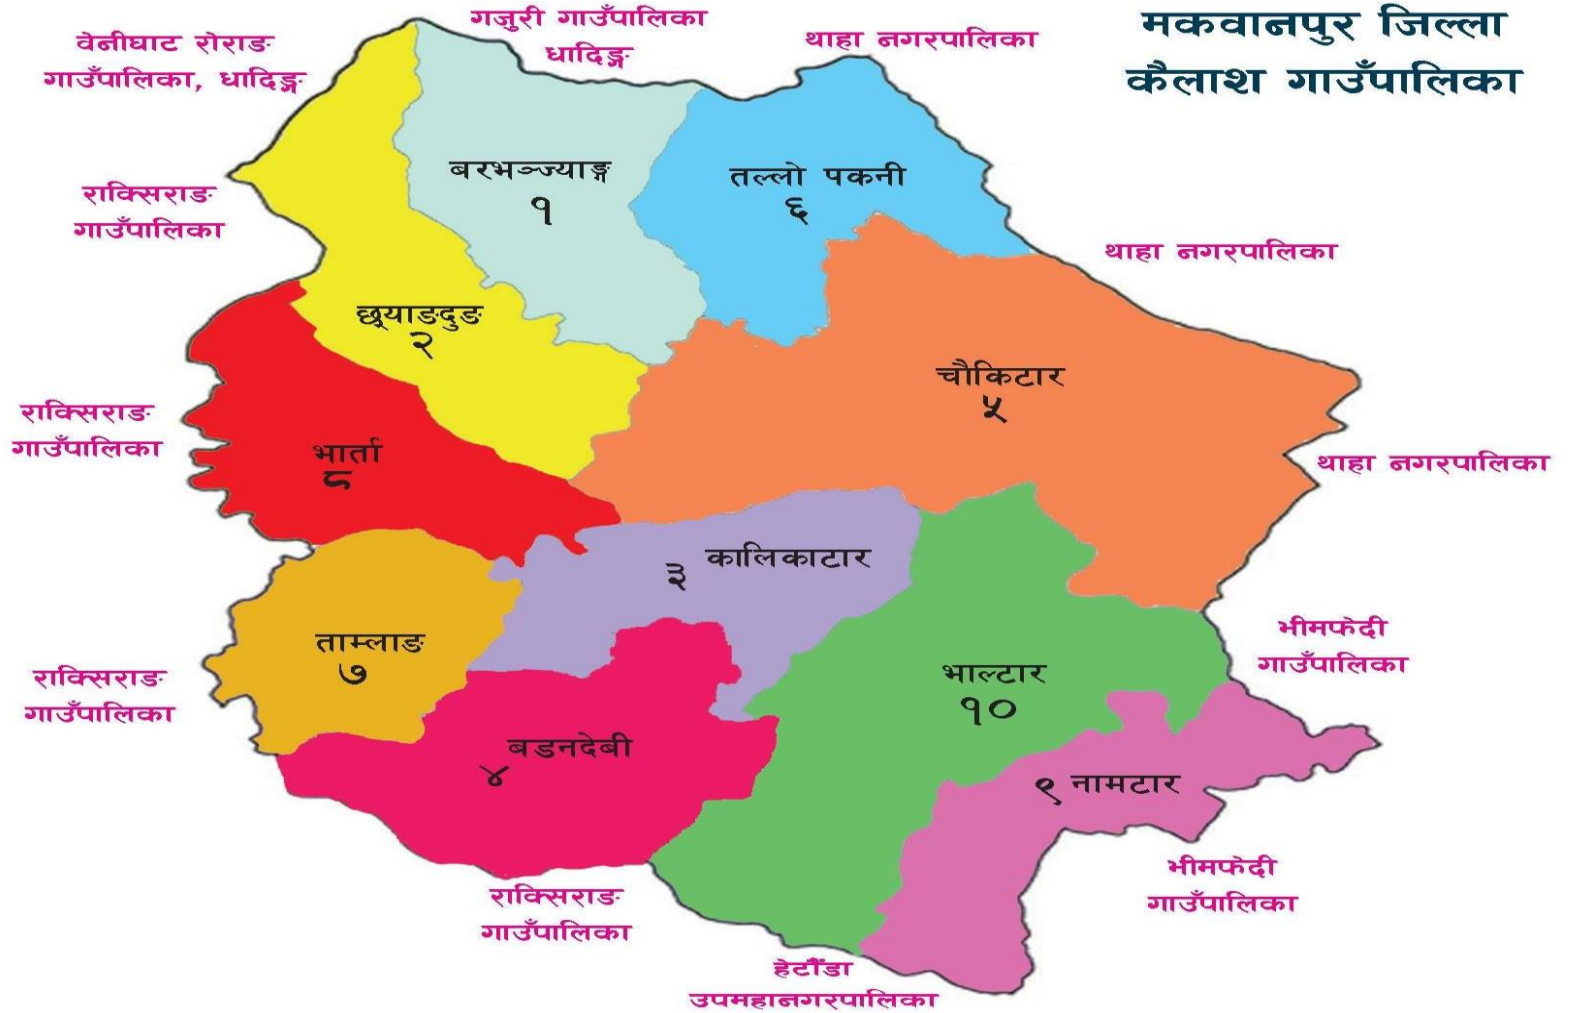 मकवानपुर जिल्ला
कैलाश गाउँपालिका
गजुरी गाउँपालिका
धादिङ्ग
थाहा नगरपालिका
वेनीघाट रोराङ
गाउँपालिका, धादिङ्ग
बरभञ्ज्याङ्ग
१
तल्लो पकनी
६
राक्सिराङ
गाउँपालिका
थाहा नगरपालिका
छ्याङदुङ
२
चौकिटार
५
राक्सिराङ
गाउँपालिका
भार्ता
८
थाहा नगरपालिका
३ कालिकाटार
ताम्लाङ
७
भीमफेदी
गाउँपालिका
राक्सिराङ
गाउँपालिका
भाल्टार
१०
बडनदेबी
४
९ नामटार
भीमफेदी
गाउँपालिका
राक्सिराङ
गाउँपालिका
हेटौंडा
उपमहानगरपालिका